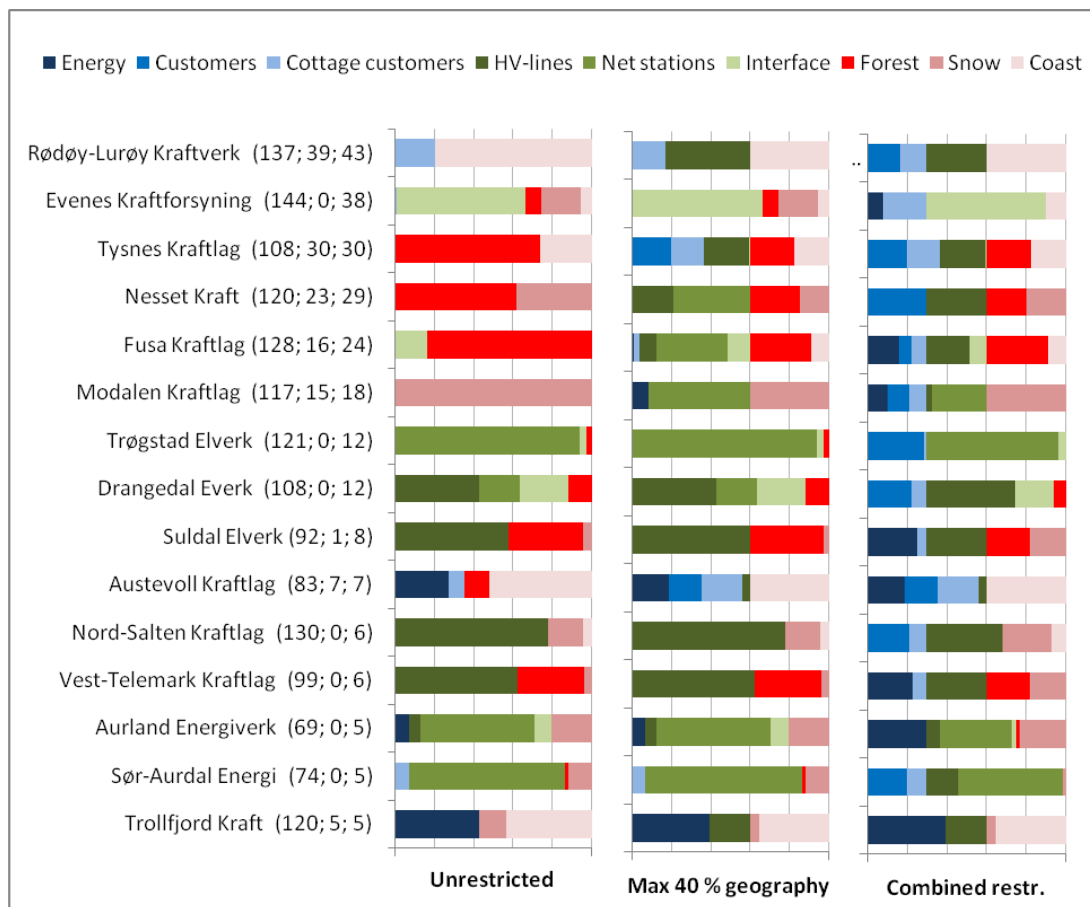 Energy Customers Cottage customers HV-lines Net stations Interface Forest Snow Coast
Rødøy-Lurøy Kraftverk (137; 39; 43)
..
Evenes Kraftforsyning (144; 0; 38)
Tysnes Kraftlag (108; 30; 30)
Nesset Kraft (120; 23; 29)
Fusa Kraftlag (128; 16; 24)
Modalen Kraftlag (117; 15; 18)
Trøgstad Elverk (121; 0; 12)
Drangedal Everk (108; 0; 12)
Suldal Elverk (92; 1; 8)
Austevoll Kraftlag (83; 7; 7)
Nord-Salten Kraftlag (130; 0; 6)
Vest-Telemark Kraftlag (99; 0; 6)
Aurland Energiverk (69; 0; 5)
Sør-Aurdal Energi (74; 0; 5)
Trollfjord Kraft (120; 5; 5)
Unrestricted Max 40 % geography Combined restr.